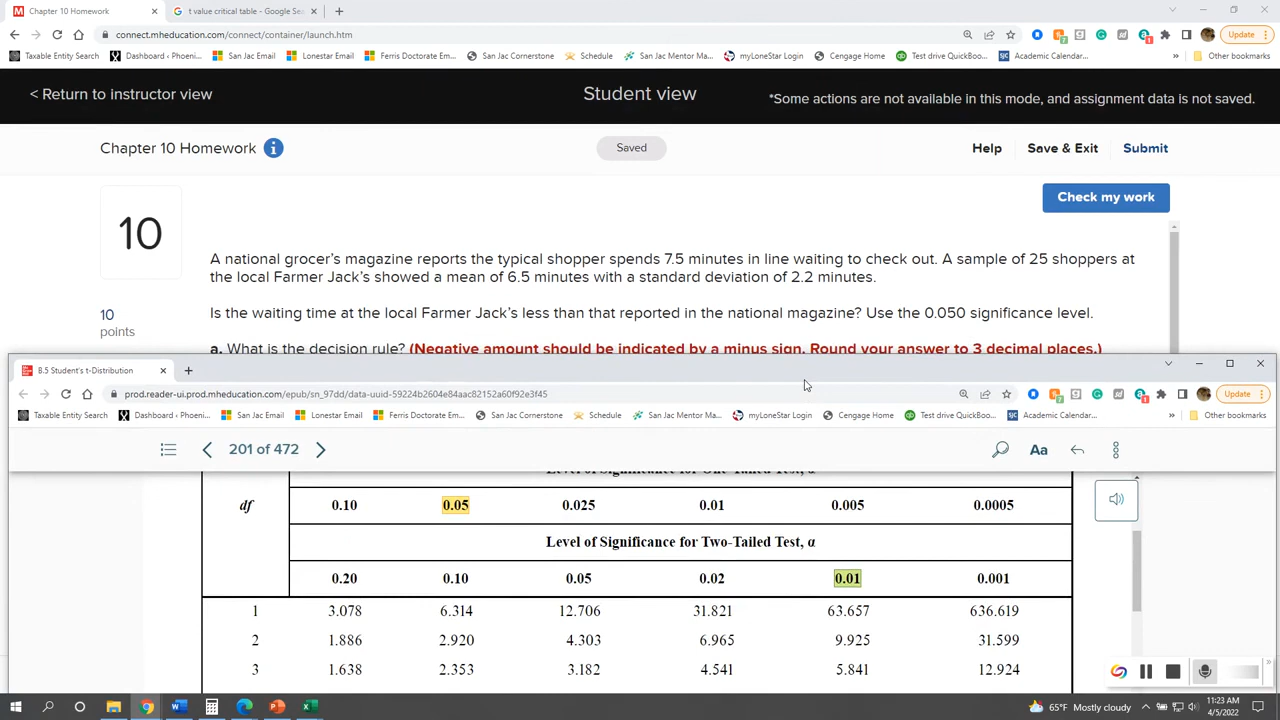 Chapter 10 Homework
t value critical table - Google Sea
connect.mheducation.com/connect/container/launch.htm
Update
Taxable Entity Search
Dashboard ‹ Phoeni...
San Jac Email
Lonestar Email
Ferris Doctorate Em...
San Jac Cornerstone
Schedule
San Jac Mentor Ma...
myLoneStar Login
Cengage Home
Test drive QuickBoo...
Academic Calendar...
»
Other bookmarks
< Return to instructor view
Student view
*Some actions are not available in this mode, and assignment data is not saved.
Chapter 10 Homework
Saved
Help
Save & Exit
Submit
Check my work
10
10
points
A national grocer's magazine reports the typical shopper spends 7.5 minutes in line waiting to check out. A sample of 25 shoppers at
the local Farmer Jack's showed a mean of 6.5 minutes with a standard deviation of 2.2 minutes.
Is the waiting time at the local Farmer Jack's less than that reported in the national magazine? Use the 0.050 significance level.
a. What is the decision rule? (Negative amount should be indicated by a minus sign. Round your answer to 3 decimal places.)
B.5 Student's t-Distribution
prod.reader-ui.prod.mheducation.com/epub/sn_97dd/data-uuid-59224b2604e84aac82152a60f92e3f45
Update
Taxable Entity Search
Dashboard ‹ Phoeni...
San Jac Email
Lonestar Email
Ferris Doctorate Em...
San Jac Cornerstone
Schedule
San Jac Mentor Ma...
myLoneStar Login
Cengage Home
Test drive QuickBoo...
Academic Calendar...
»
Other bookmarks
201 of 472
Aa
Level of Significance for One-Tailed Test, α
df 0.10 0.05 0.025 0.01 0.005 0.0005
Level of Significance for Two-Tailed Test, α
0.20 0.10 0.05 0.02 0.01 0.001
1 3.078 6.314 12.706 31.821 63.657 636.619
2 1.886 2.920 4.303 6.965 9.925 31.599
3 1.638 2.353 3.182 4.541 5.841 12.924
65°F Mostly cloudy
11:23 AM
4/5/2022